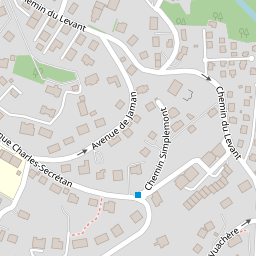 Chemin du Levant
Avenue de Jaman
Chemin Simplemont
Chemin du Levant
que Charles-Secrétan
Vuachère